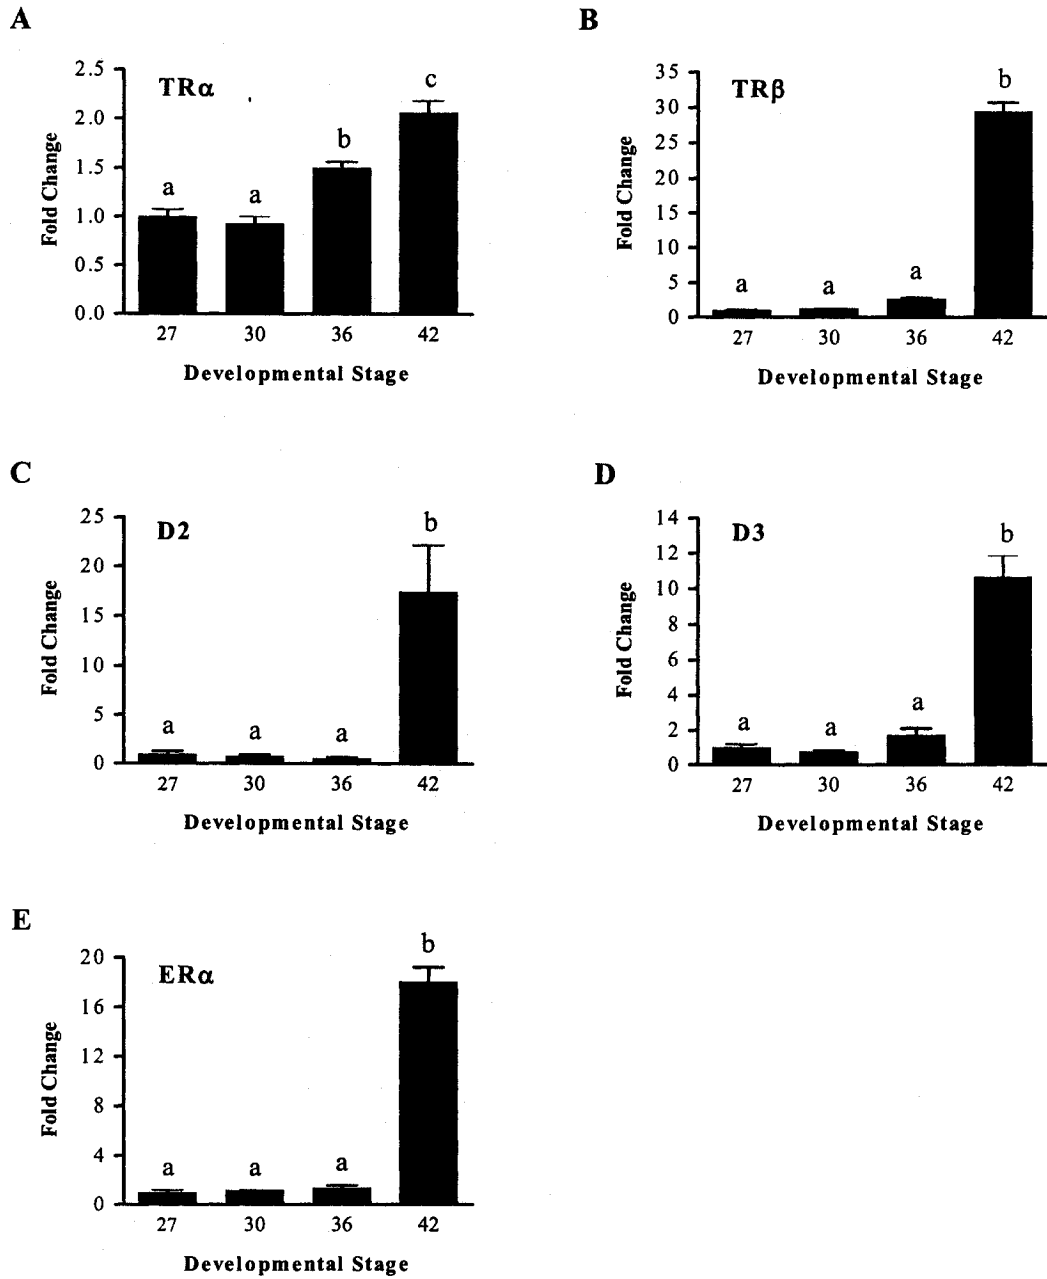 A
TRα
2.5
2.0
1.5
1.0
0.5
0.0
Fold Change
a
a
b
c
27 30 36 42
Developmental Stage
B
TRβ
35
30
25
20
15
10
5
0
Fold Change
a
a
a
b
27 30 36 42
Developmental Stage
C
D2
25
20
15
10
5
0
Fold Change
a
a
a
b
27 30 36 42
Developmental Stage
D
D3
14
12
10
8
6
4
2
0
Fold Change
a
a
a
b
27 30 36 42
Developmental Stage
E
ERα
20
16
12
8
4
0
Fold Change
a
a
a
b
27 30 36 42
Developmental Stage